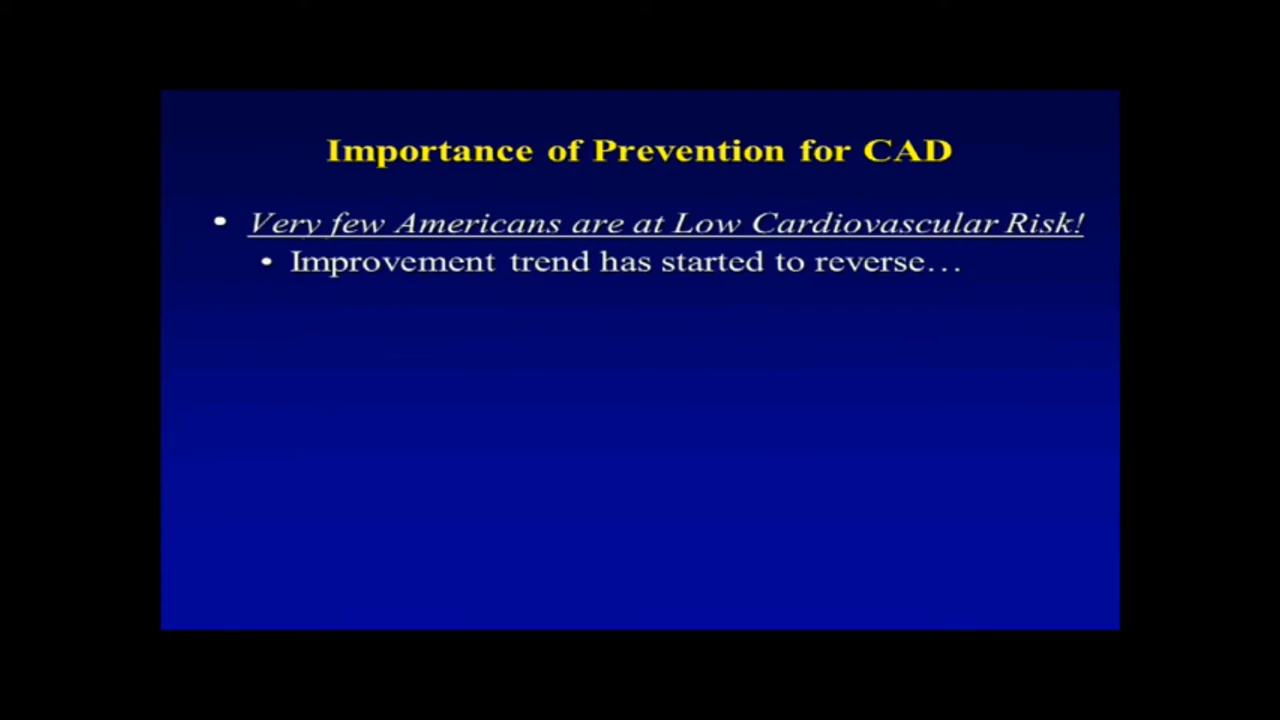 Importance of Prevention for CAD
• Very few Americans are at Low Cardiovascular Risk!
• Improvement trend has started to reverse…